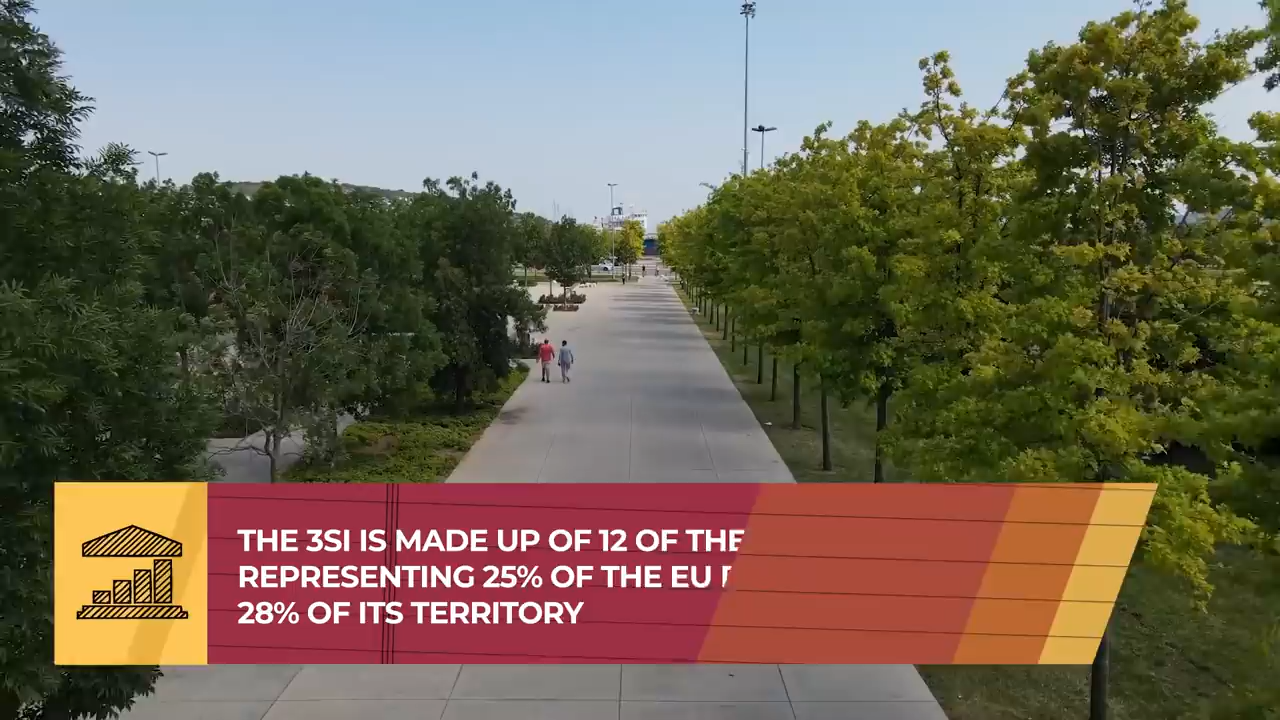 THE 3SI IS MADE UP OF 12 OF THE
REPRESENTING 25% OF THE EU
28% OF ITS TERRITORY